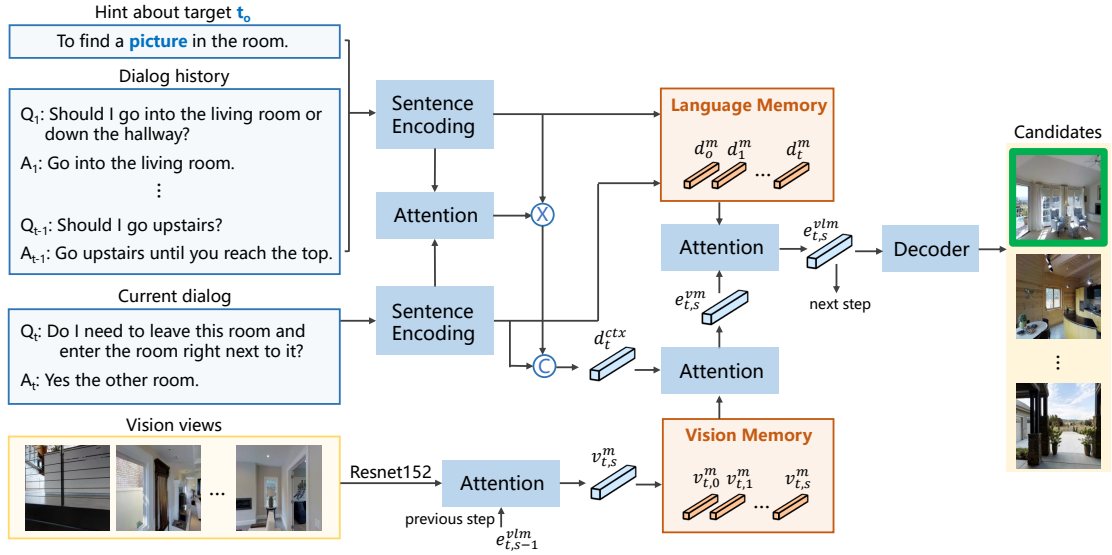 Hint about target t_o
To find a picture in the room.
Dialog history
Q_1: Should I go into the living room or
down the hallway?
A_1: Go into the living room.
⋮
Q_{t-1}: Should I go upstairs?
A_{t-1}: Go upstairs until you reach the top.
Current dialog
Q_t: Do I need to leave this room and
enter the room right next to it?
A_t: Yes the other room.
Vision views
...
Resnet152
Sentence
Encoding
Attention
Sentence
Encoding
X
C
d_t^{ctx}
Attention
previous step
e_{t,s-1}^{vlm}
v_{t,s}^m
Language Memory
d_o^m d_1^m ... d_t^m
Attention
e_{t,s}^{vm}
Attention
Vision Memory
v_{t,0}^m v_{t,1}^m ... v_{t,s}^m
e_{t,s}^{vlm}
next step
Decoder
Candidates
⋮